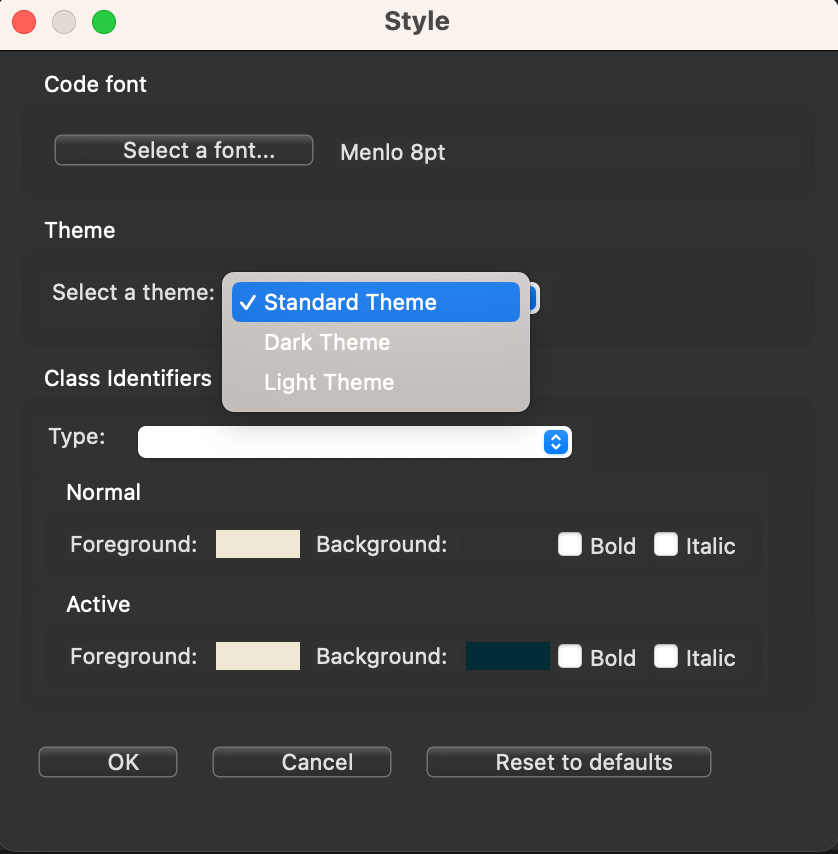 Style
Code font
Select a font... Menlo 8pt
Theme
Select a theme: Standard Theme
Dark Theme
Light Theme
Class Identifiers
Type:
Normal
Foreground: Background: Bold Italic
Active
Foreground: Background: Bold Italic
OK Cancel Reset to defaults